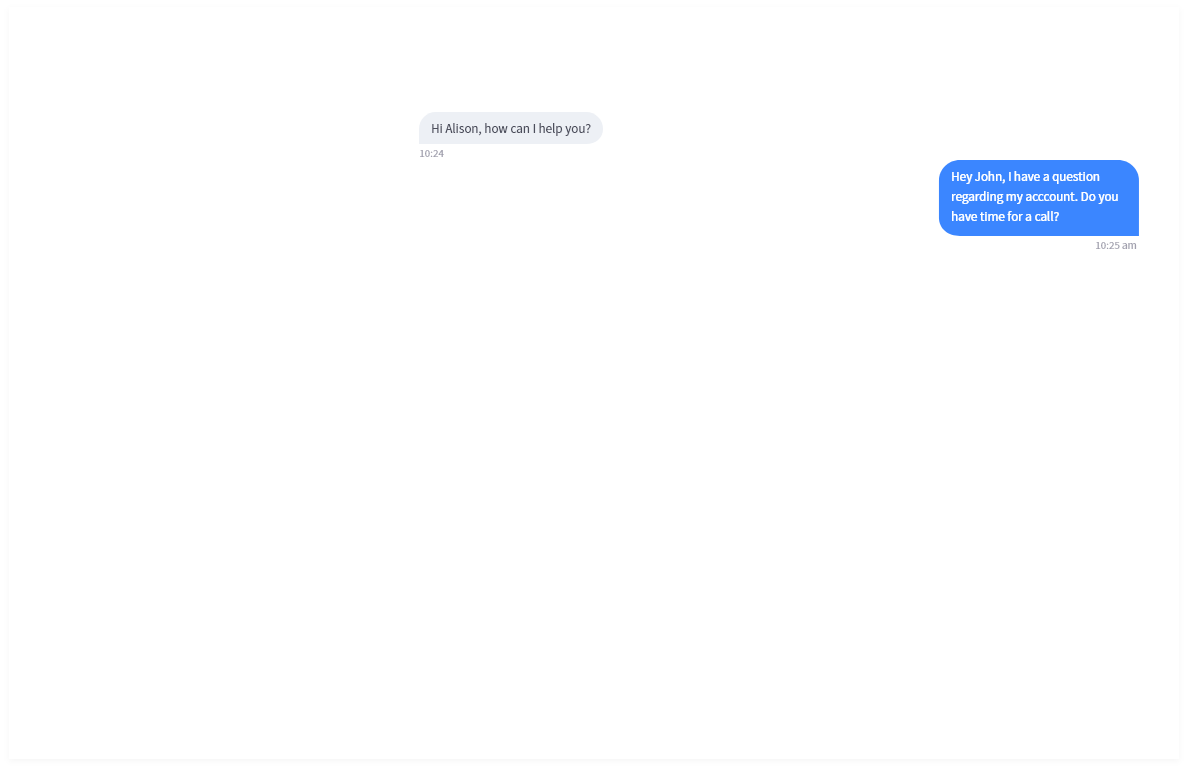 Hi Alison, how can I help you?
10:24
Hey John, I have a question
regarding my acccount. Do you
have time for a call?
10:25 am